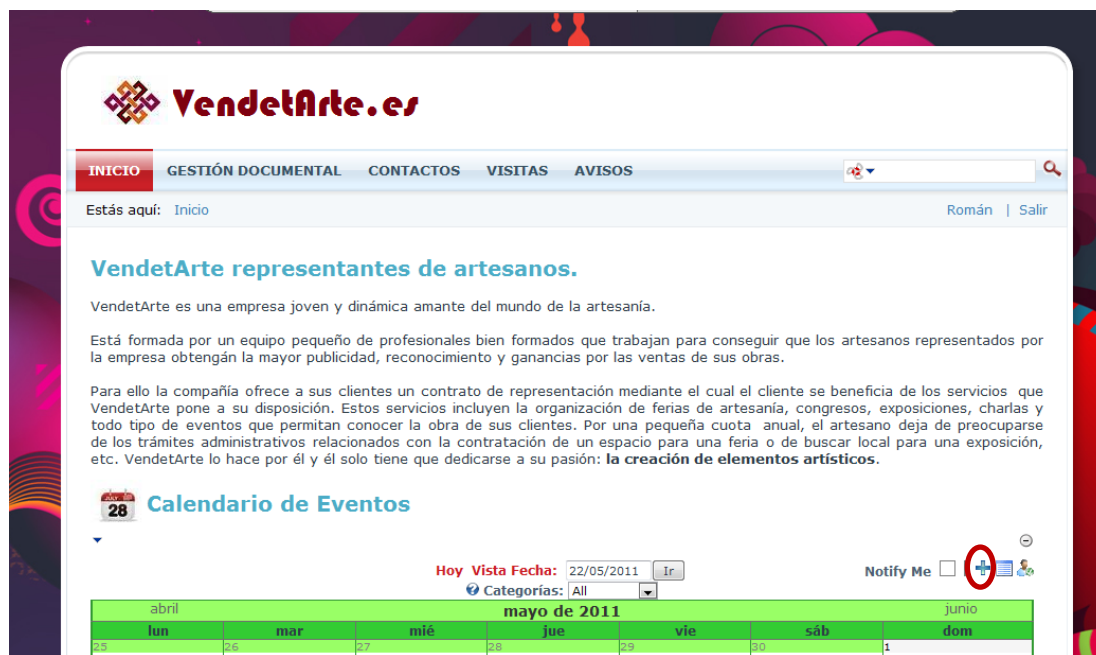 VendetArte.es
INICIO GESTIÓN DOCUMENTAL CONTACTOS VISITAS AVISOS
Estás aquí: Inicio Román | Salir
VendetArte representantes de artesanos.
VendetArte es una empresa joven y dinámica amante del mundo de la artesanía.
Está formada por un equipo pequeño de profesionales bien formados que trabajan para conseguir que los artesanos representados por
la empresa obtengán la mayor publicidad, reconocimiento y ganancias por las ventas de sus obras.
Para ello la compañía ofrece a sus clientes un contrato de representación mediante el cual el cliente se beneficia de los servicios que
VendetArte pone a su disposición. Estos servicios incluyen la organización de ferias de artesanía, congresos, exposiciones, charlas y
todo tipo de eventos que permitan conocer la obra de sus clientes. Por una pequeña cuota anual, el artesano deja de preocuparse
de los trámites administrativos relacionados con la contratación de un espacio para una feria o de buscar local para una exposición,
etc. VendetArte lo hace por él y él solo tiene que dedicarse a su pasión: la creación de elementos artísticos.
JULY 28 Calendario de Eventos
Hoy Vista Fecha: 22/05/2011 Ir Notify Me
Categorías: All
abril mayo de 2011 junio
lun mar mié jue vie sáb dom
25 26 27 28 29 30 1